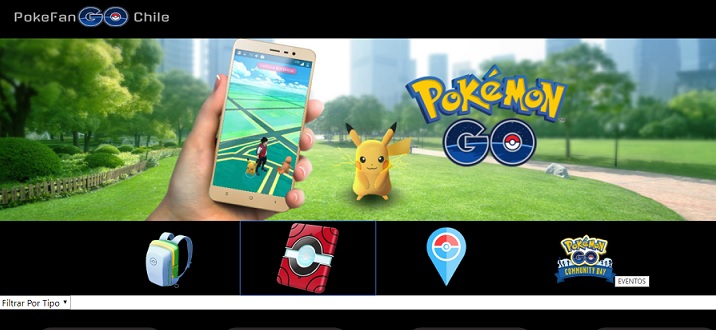 PokeFan GO Chile
POKÉMON
GO
POKÉMON
GO
COMMUNITY DAY
EVENTOS
Filtrar Por Tipo